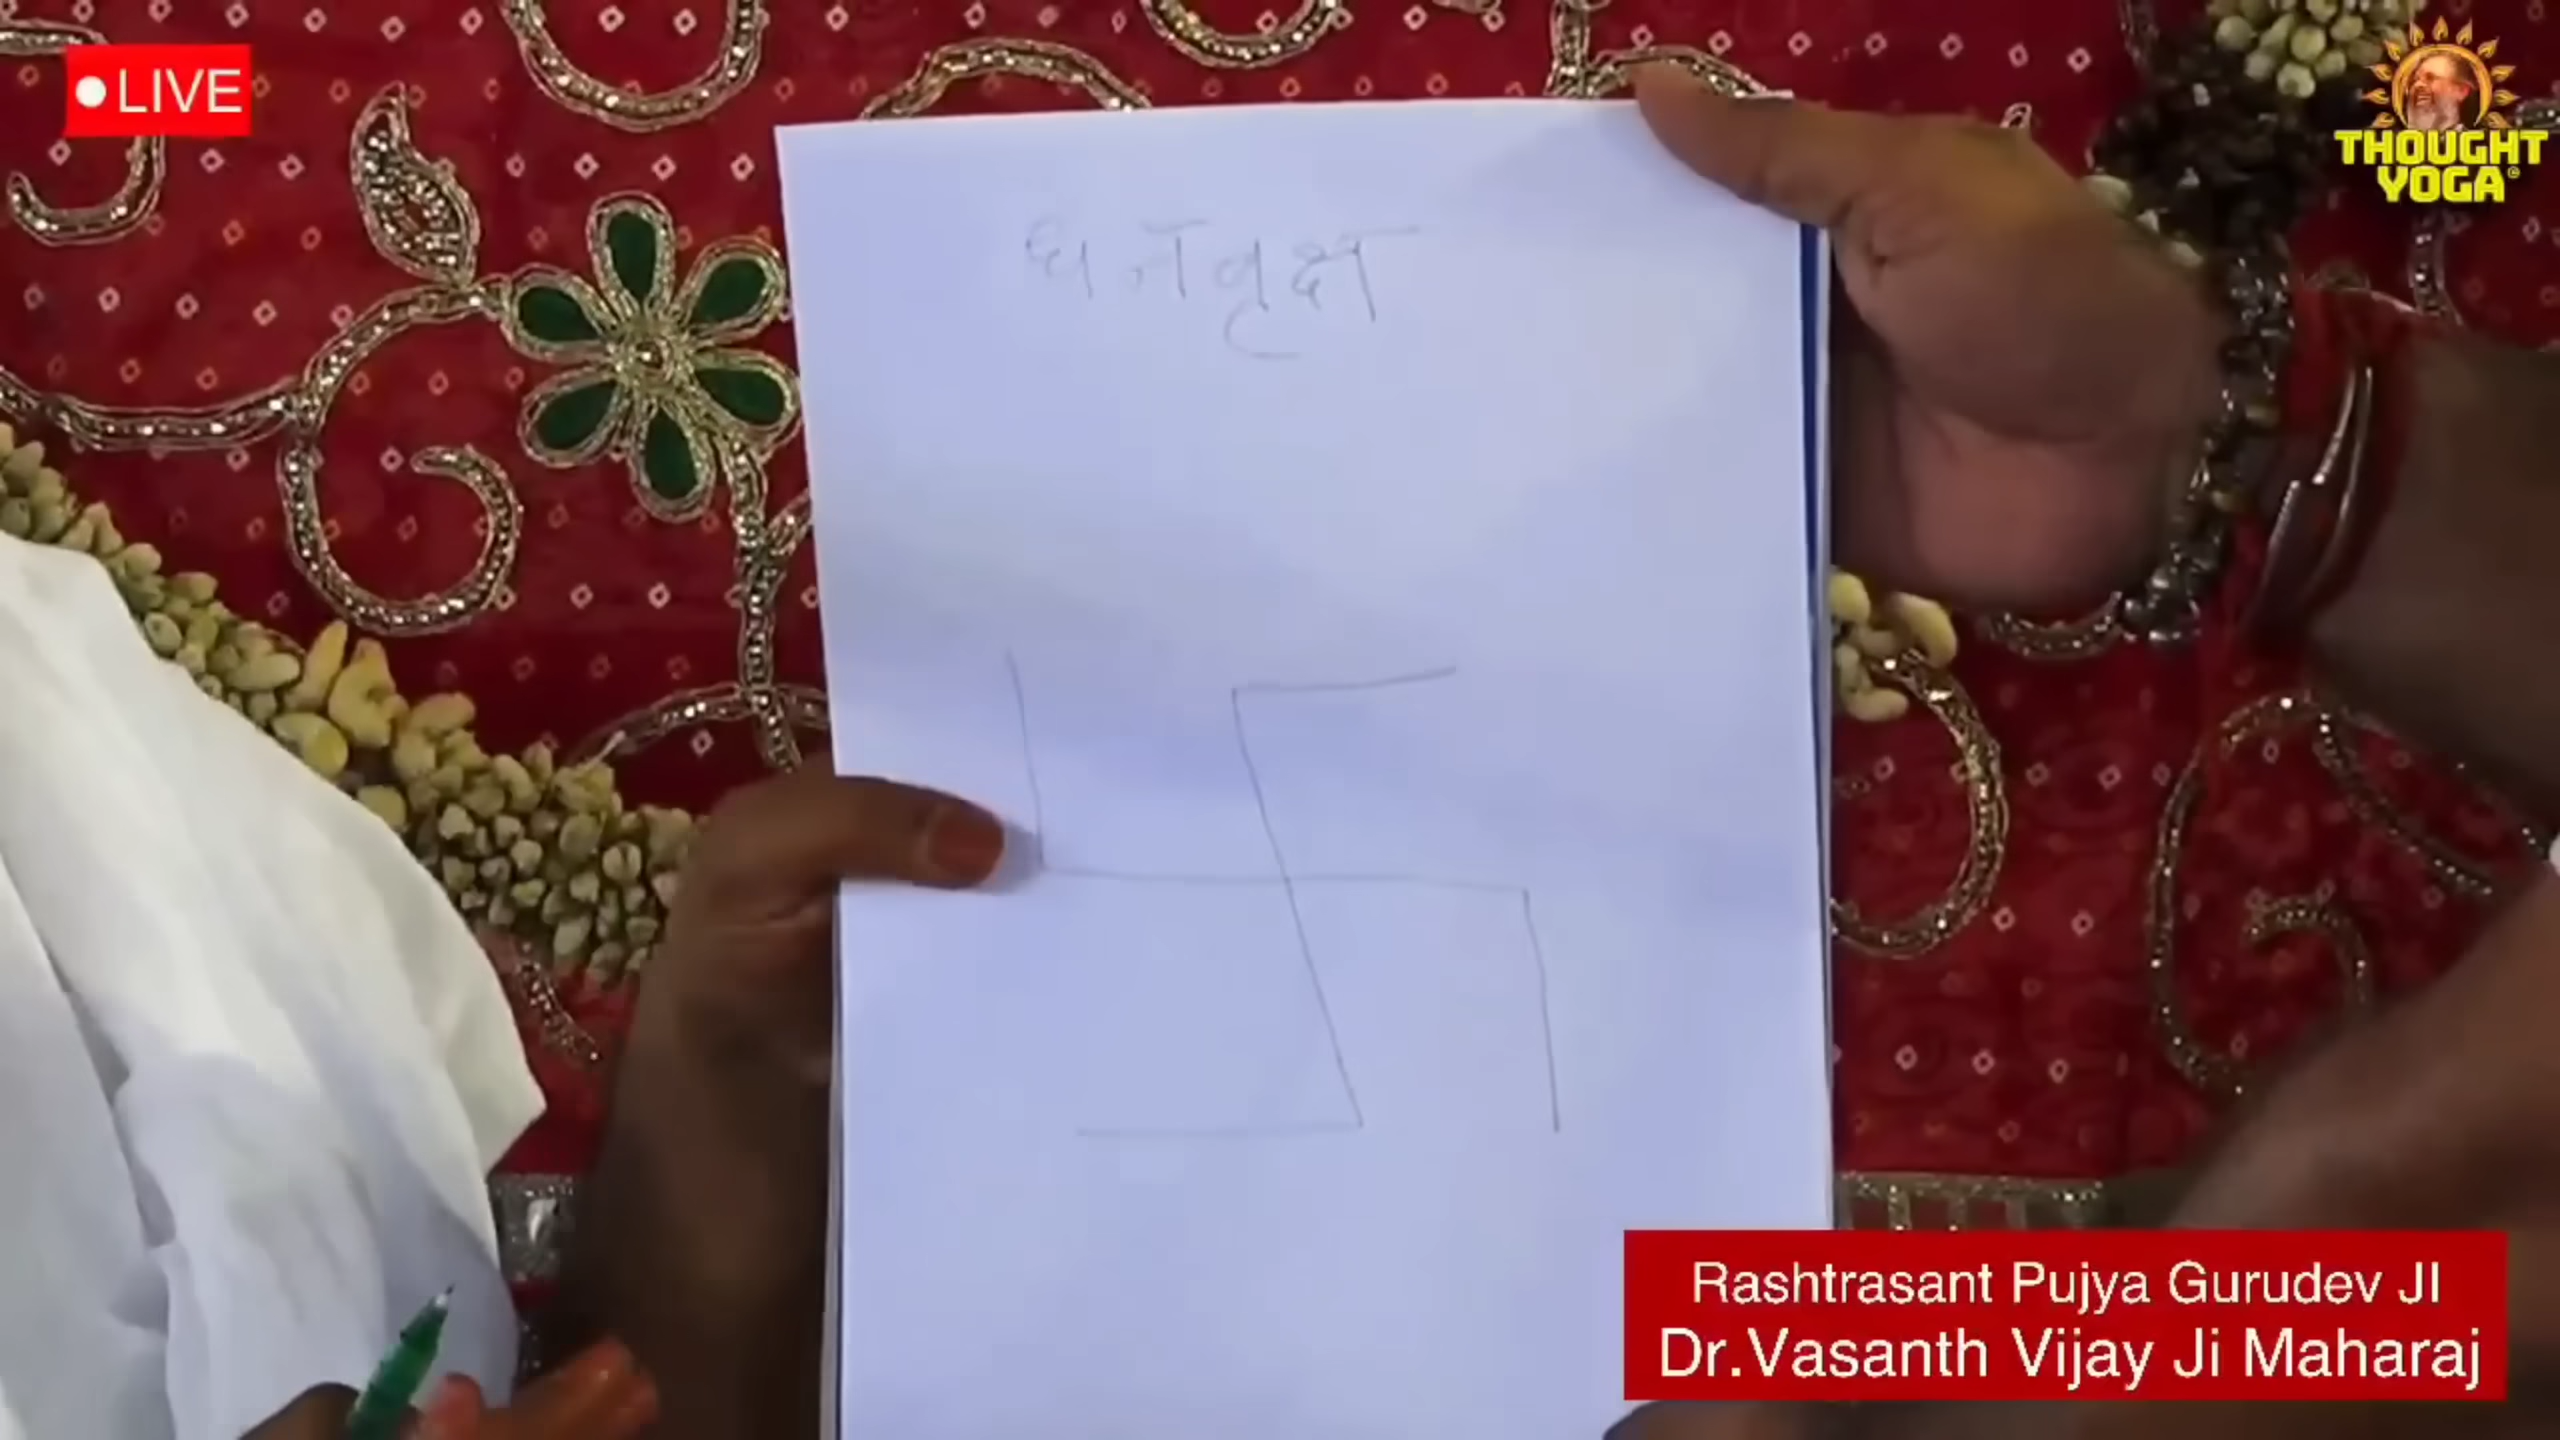 LIVE
THOUGHT
YOGA
धनवृक्ष
Rashtrasant Pujya Gurudev JI
Dr.Vasanth Vijay Ji Maharaj